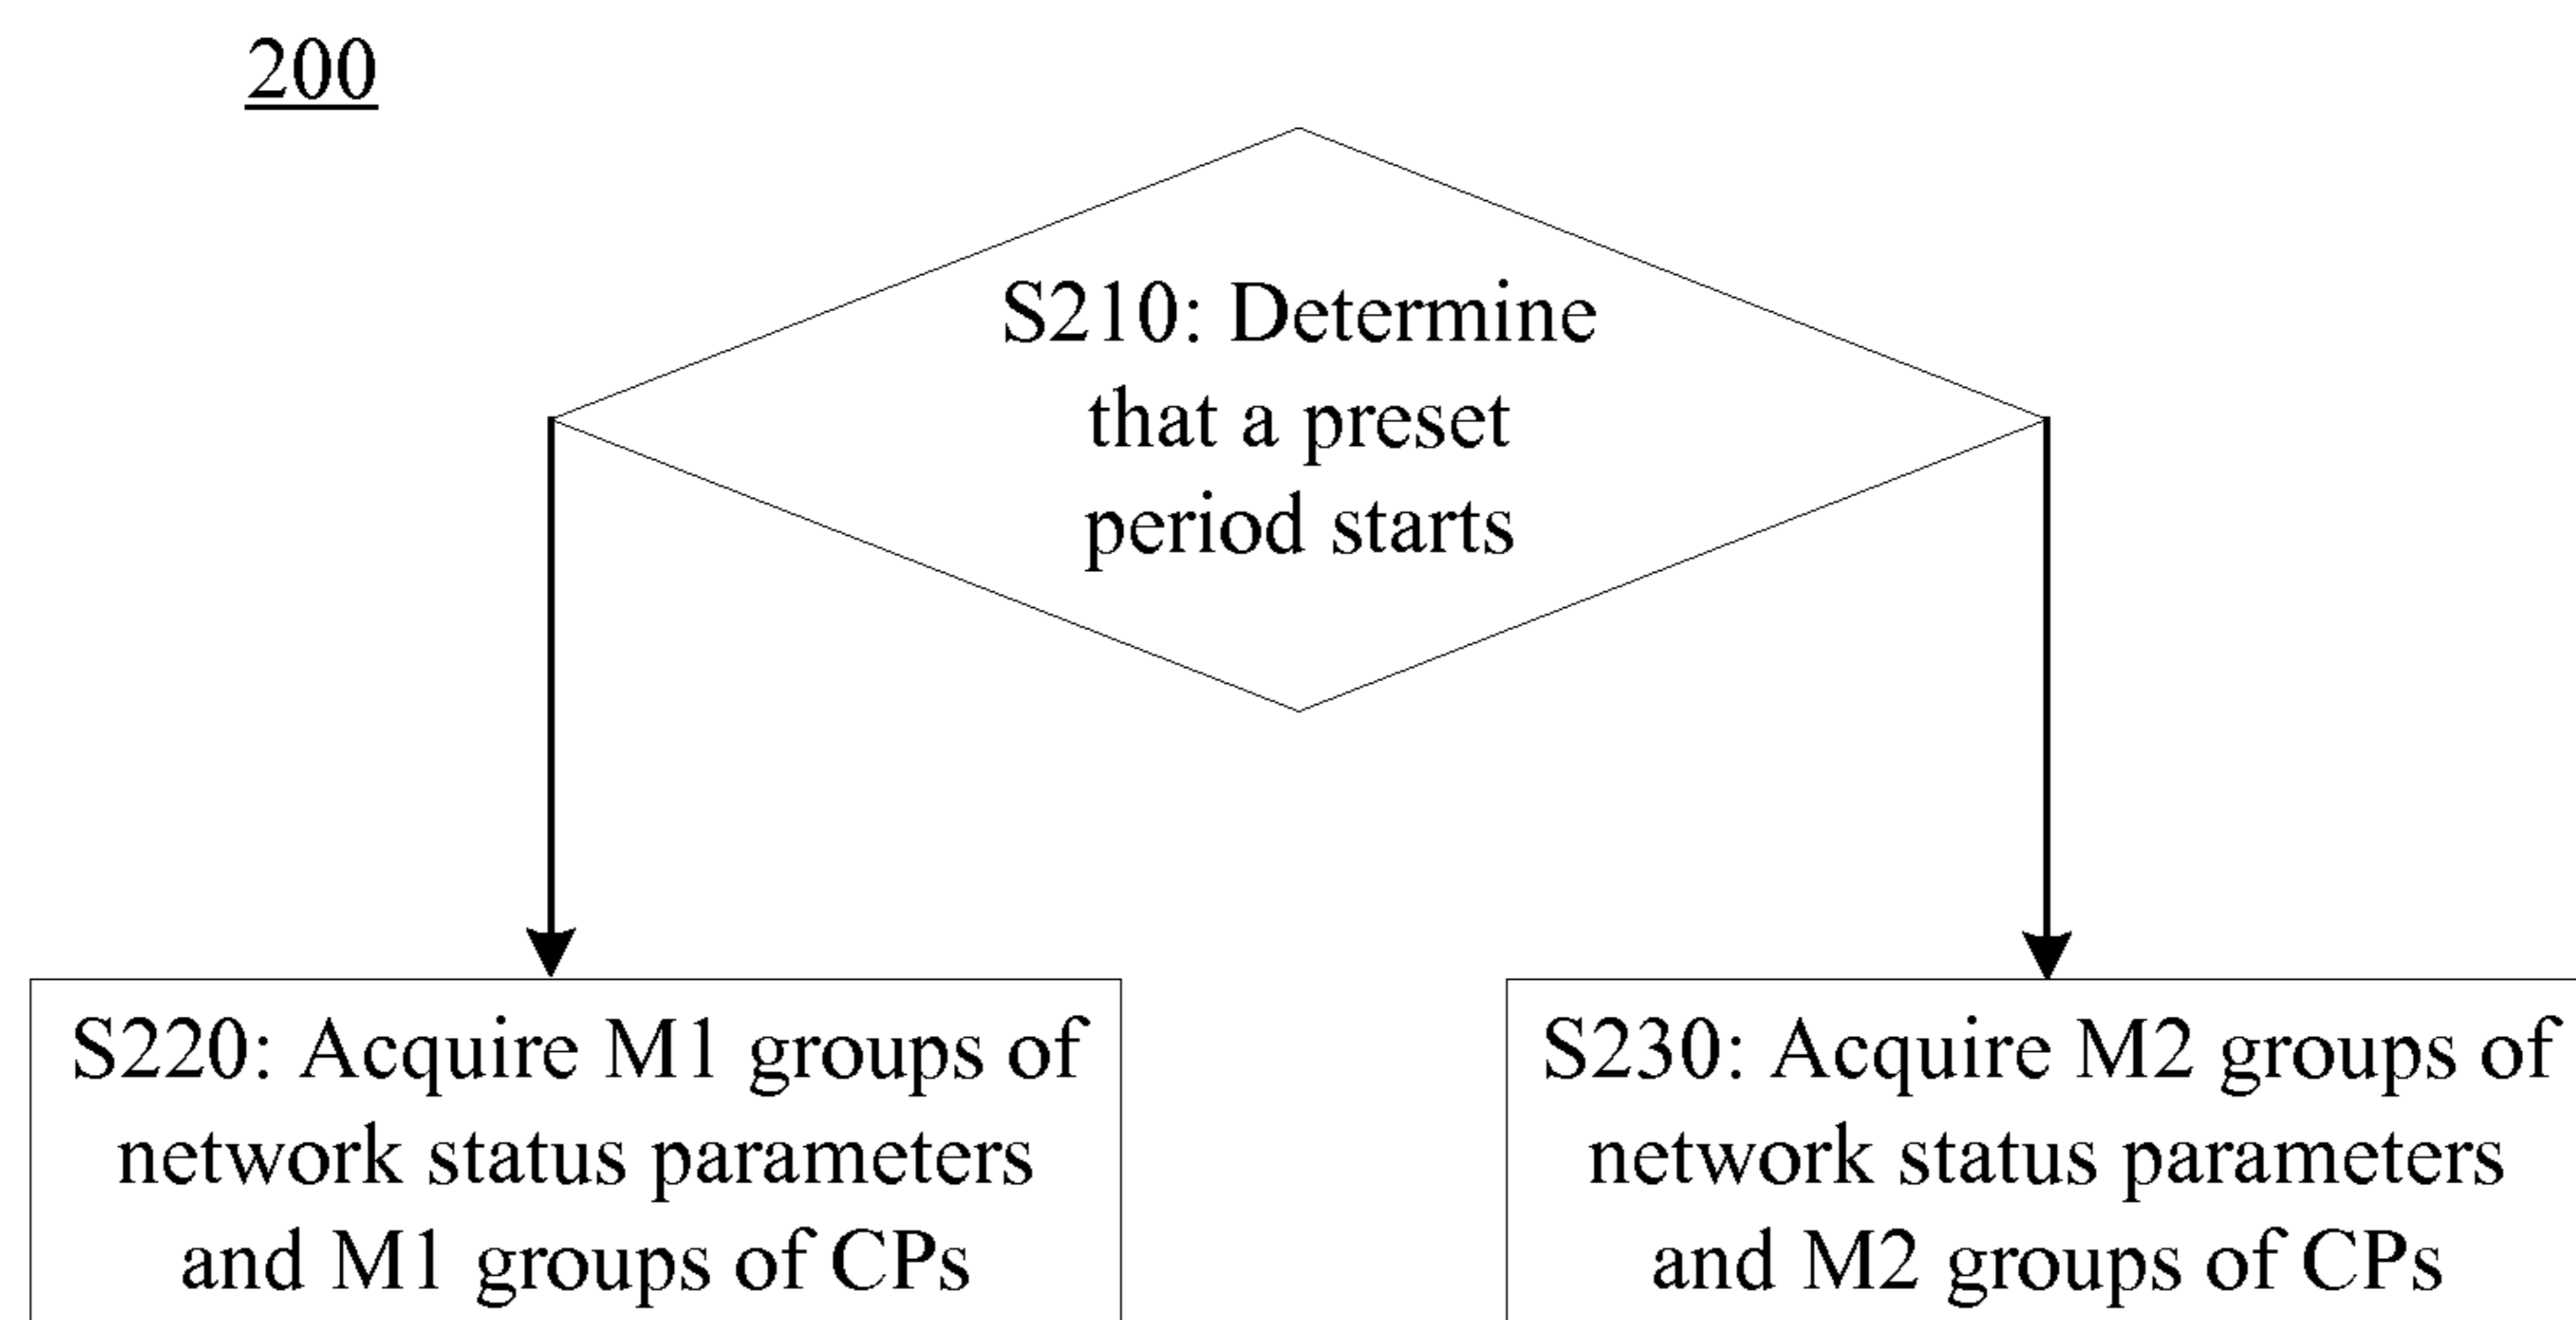 200
S210: Determine
that a preset
period starts
S220: Acquire M1 groups of
network status parameters
and M1 groups of CPs
S230: Acquire M2 groups of
network status parameters
and M2 groups of CPs